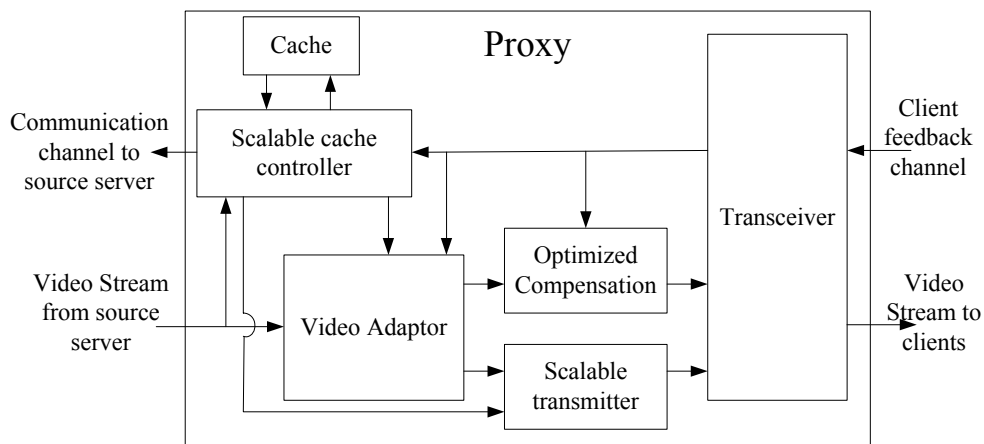 Proxy
Cache
Communication
channel to
source server
Scalable cache
controller
Client
feedback
channel
Transceiver
Optimized
Compensation
Video Stream
from source
server
Video Adaptor
Video
Stream to
clients
Scalable
transmitter